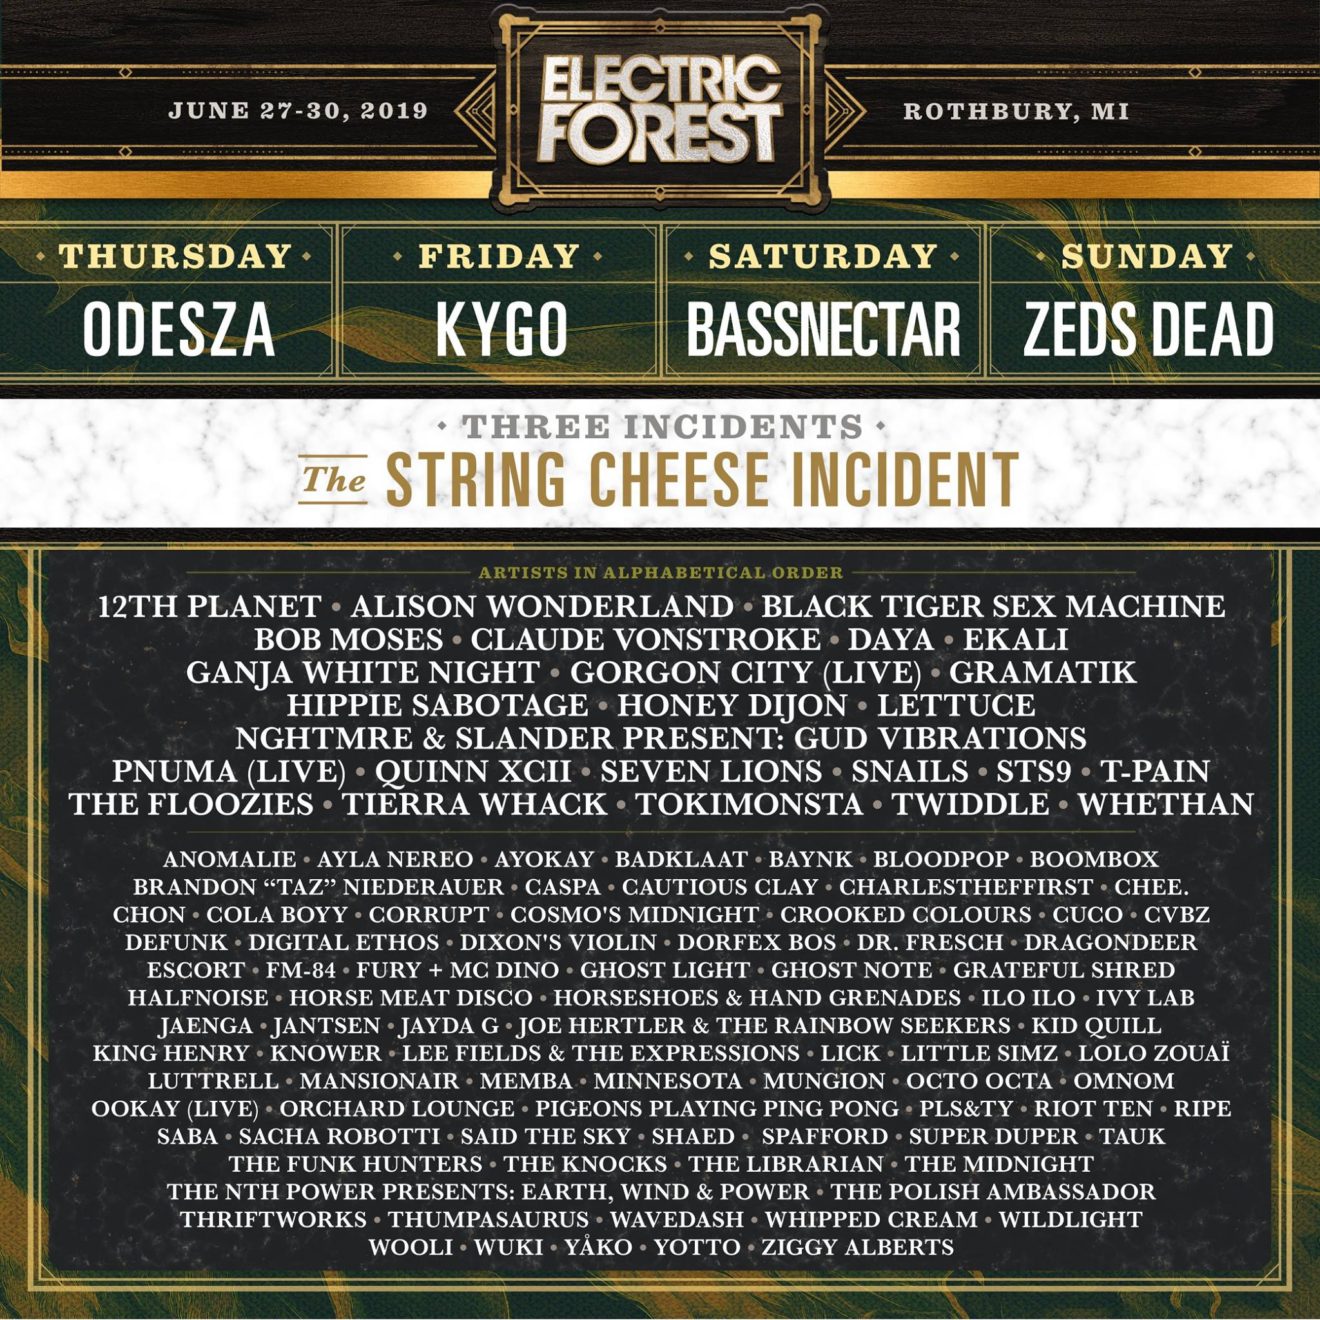 ELECTRIC
FOREST
JUNE 27-30, 2019
ROTHBURY, MI
THURSDAY
ODESZA
FRIDAY
KYGO
SATURDAY
BASSNECTAR
SUNDAY
ZEDS DEAD
THREE INCIDENTS
The STRING CHEESE INCIDENT
ARTISTS IN ALPHABETICAL ORDER
12TH PLANET • ALISON WONDERLAND • BLACK TIGER SEX MACHINE
BOB MOSES • CLAUDE VONSTROKE • DAYA • EKALI
GANJA WHITE NIGHT • GORGON CITY (LIVE) • GRAMATIK
HIPPIE SABOTAGE • HONEY DIJON • LETTUCE
NGHTMRE & SLANDER PRESENT: GUD VIBRATIONS
PNUMA (LIVE) • QUINN XCII • SEVEN LIONS • SNAILS • STS9 • T-PAIN
THE FLOOZIES • TIERRA WHACK • TOKIMONSTA • TWIDDLE • WHETHAN
ANOMALIE • AYLA NEREO • AYOKAY • BADKLAAT • BAYNK • BLOODPOP • BOOMBOX
BRANDON “TAZ” NIEDERAUER • CASPA • CAUTIOUS CLAY • CHARLESTHEFFIRST • CHEE.
CHON • COLA BOYY • CORRUPT • COSMO'S MIDNIGHT • CROOKED COLOURS • CUCO • CVBZ
DEFUNK • DIGITAL ETHOS • DIXON'S VIOLIN • DORFEX BOS • DR. FRESCH • DRAGONDEER
ESCORT • FM-84 • FURY + MC DINO • GHOST LIGHT • GHOST NOTE • GRATEFUL SHRED
HALFNOISE • HORSE MEAT DISCO • HORSESHOES & HAND GRENADES • ILO ILO • IVY LAB
JAENGA • JANTSEN • JAYDA G • JOE HERTLER & THE RAINBOW SEEKERS • KID QUILL
KING HENRY • KNOWER • LEE FIELDS & THE EXPRESSIONS • LICK • LITTLE SIMZ • LOLO ZOUAÏ
LUTTRELL • MANSIONAIR • MEMBA • MINNESOTA • MUNGION • OCTO OCTA • OMNOM
OOKAY (LIVE) • ORCHARD LOUNGE • PIGEONS PLAYING PING PONG • PLS&TY • RIOT TEN • RIPE
SABA • SACHA ROBOTTI • SAID THE SKY • SHAED • SPAFFORD • SUPER DUPER • TAUK
THE FUNK HUNTERS • THE KNOCKS • THE LIBRARIAN • THE MIDNIGHT
THE NTH POWER PRESENTS: EARTH, WIND & POWER • THE POLISH AMBASSADOR
THRIFTWORKS • THUMPASAURUS • WAVEDASH • WHIPPED CREAM • WILDLIGHT
WOOLI • WUKI • YÅKO • YOTTO • ZIGGY ALBERTS